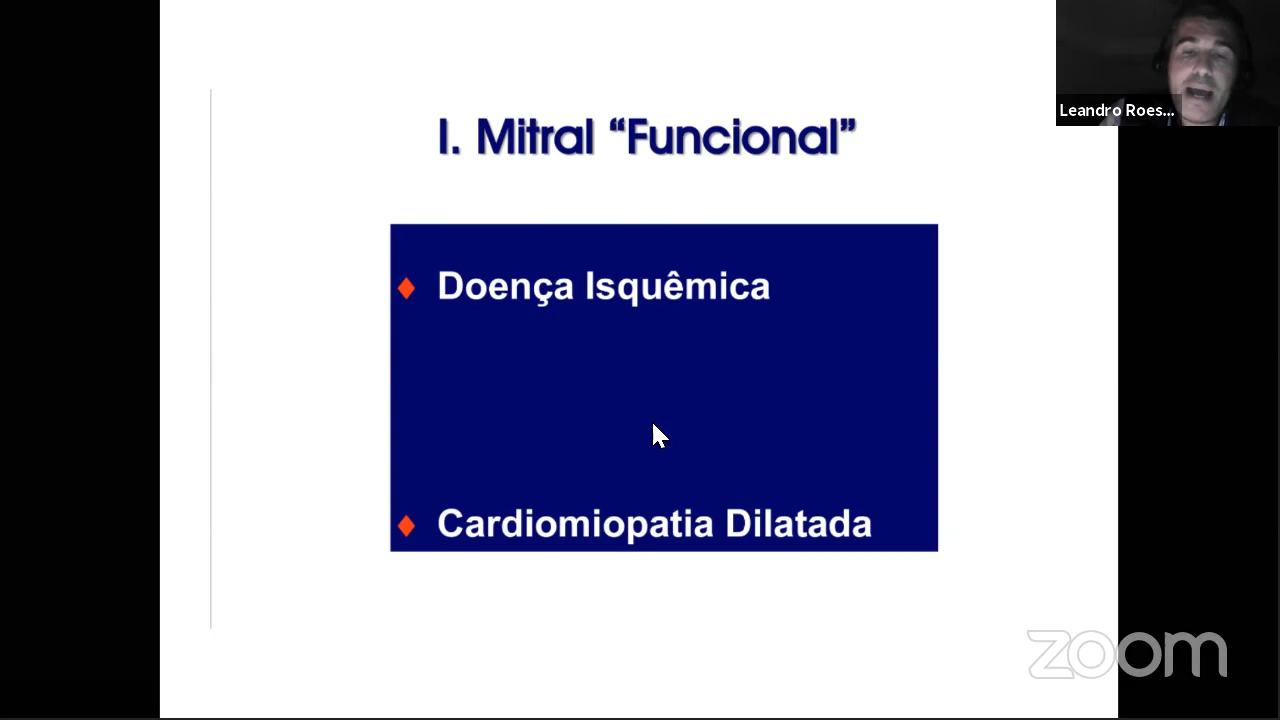 Leandro Roes...
I. Mitral “Funcional”
Doença Isquêmica
Cardiomiopatia Dilatada
zoom